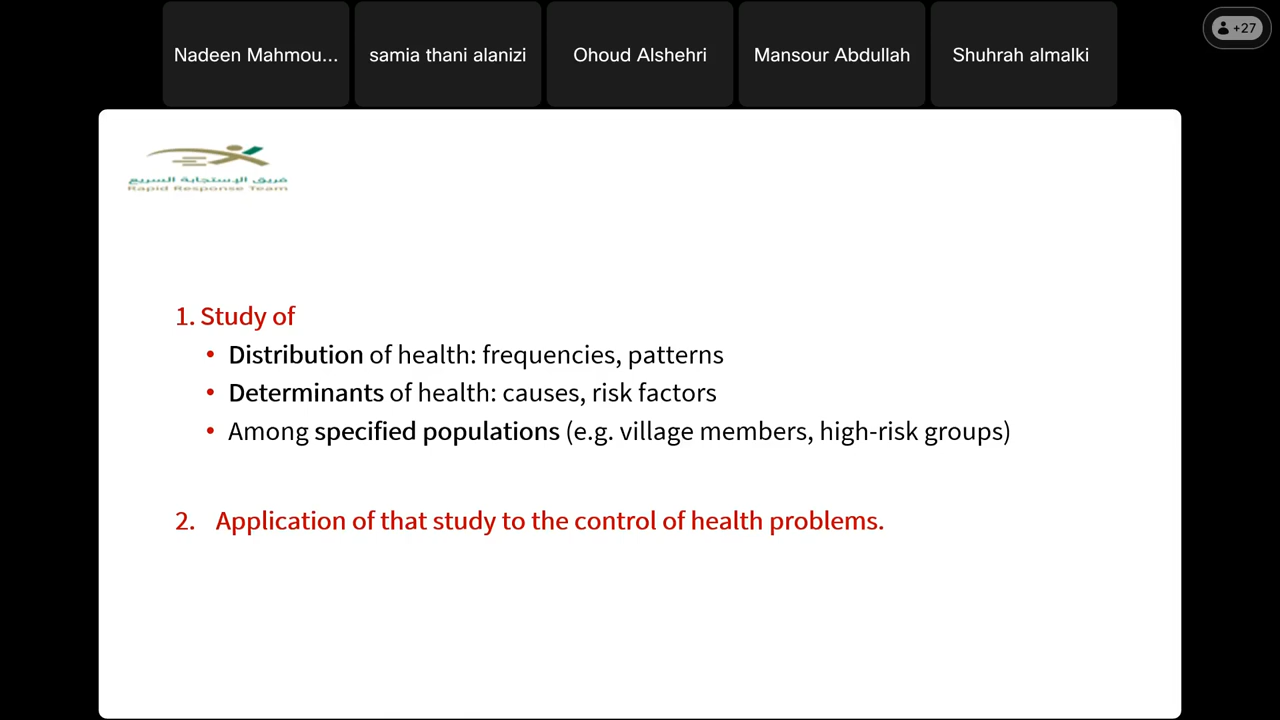 Nadeen Mahmou...
samia thani alanizi
Ohoud Alshehri
Mansour Abdullah
Shuhrah almalki
+27
فريق الإستجابة السريع
Rapid Response Team
1. Study of
• Distribution of health: frequencies, patterns
• Determinants of health: causes, risk factors
• Among specified populations (e.g. village members, high-risk groups)
2. Application of that study to the control of health problems.